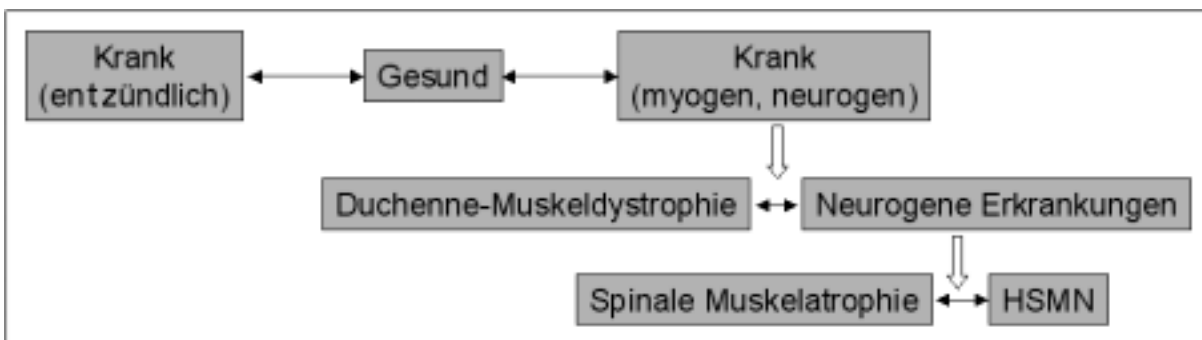 Krank
(entzündlich)
Gesund
Krank
(myogen, neurogen)
Duchenne-Muskeldystrophie
Neurogene Erkrankungen
Spinale Muskelatrophie
HSMN